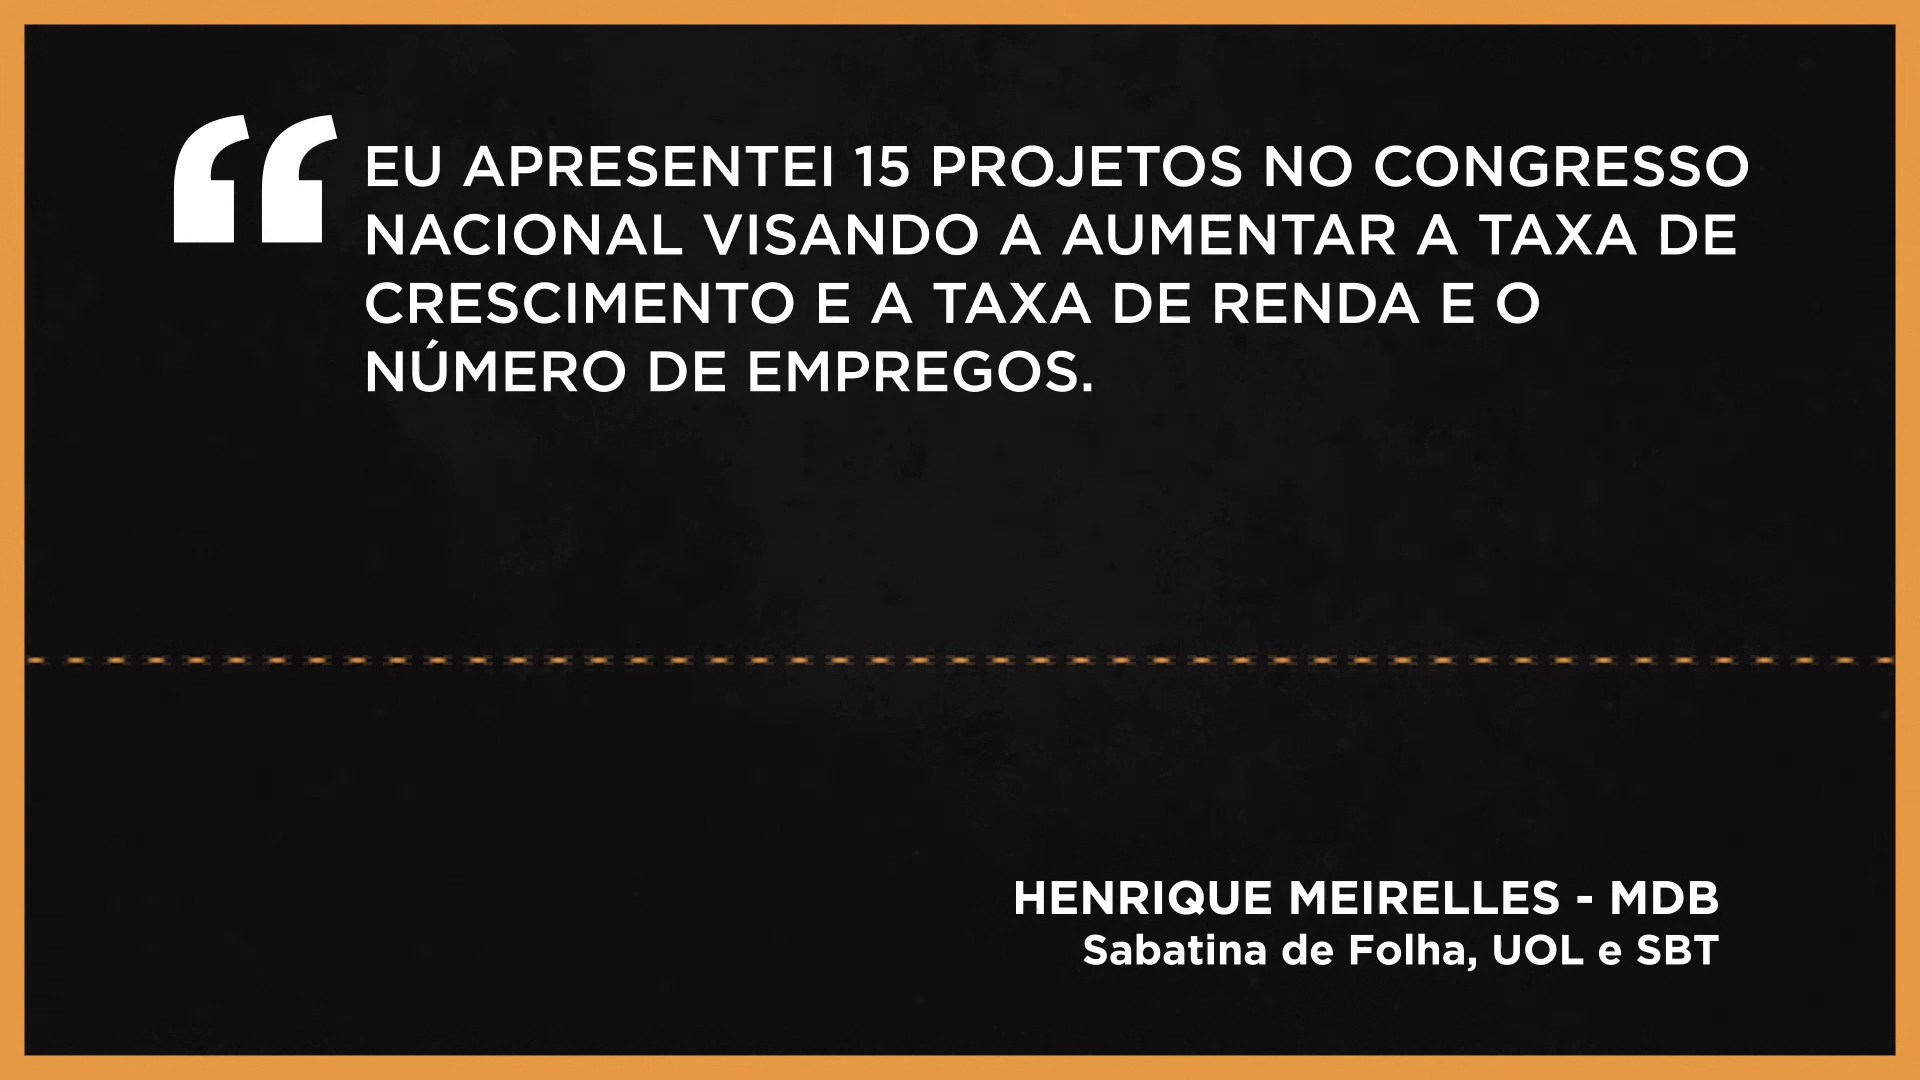 “EU APRESENTEI 15 PROJETOS NO CONGRESSO
NACIONAL VISANDO A AUMENTAR A TAXA DE
CRESCIMENTO E A TAXA DE RENDA E O
NÚMERO DE EMPREGOS.
HENRIQUE MEIRELLES - MDB
Sabatina de Folha, UOL e SBT